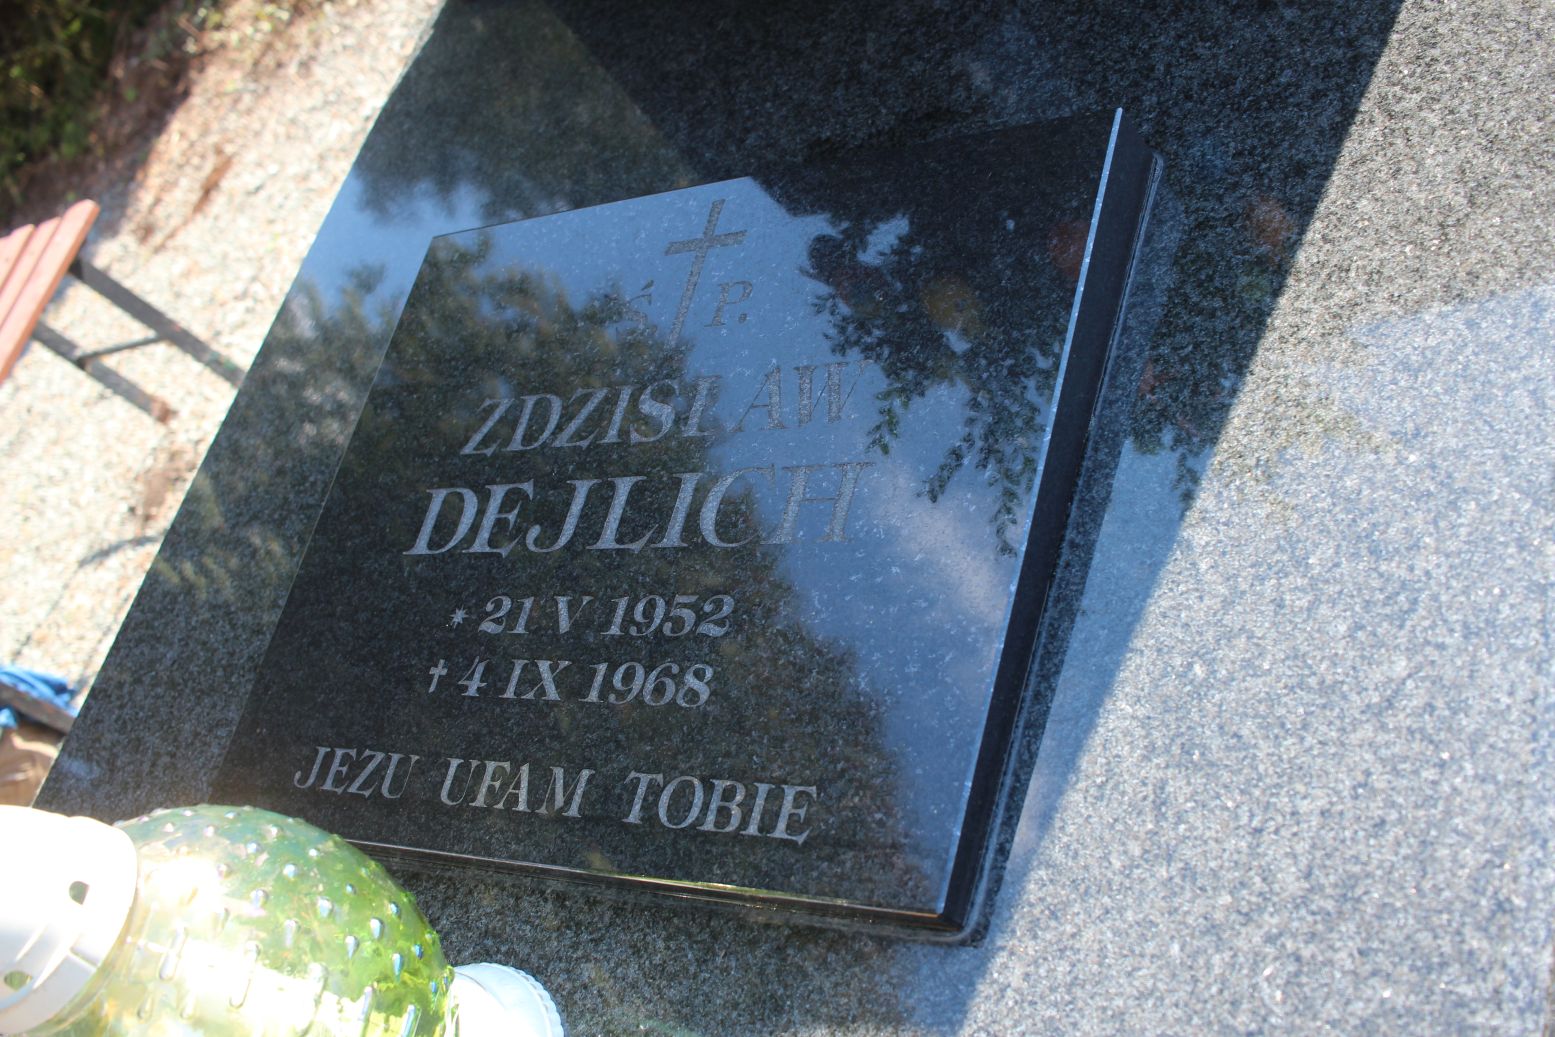 Ś P.
ZDZISŁAW
DEJLICH
* 21 V 1952
✝ 4 IX 1968
JEZU UFAM TOBIE